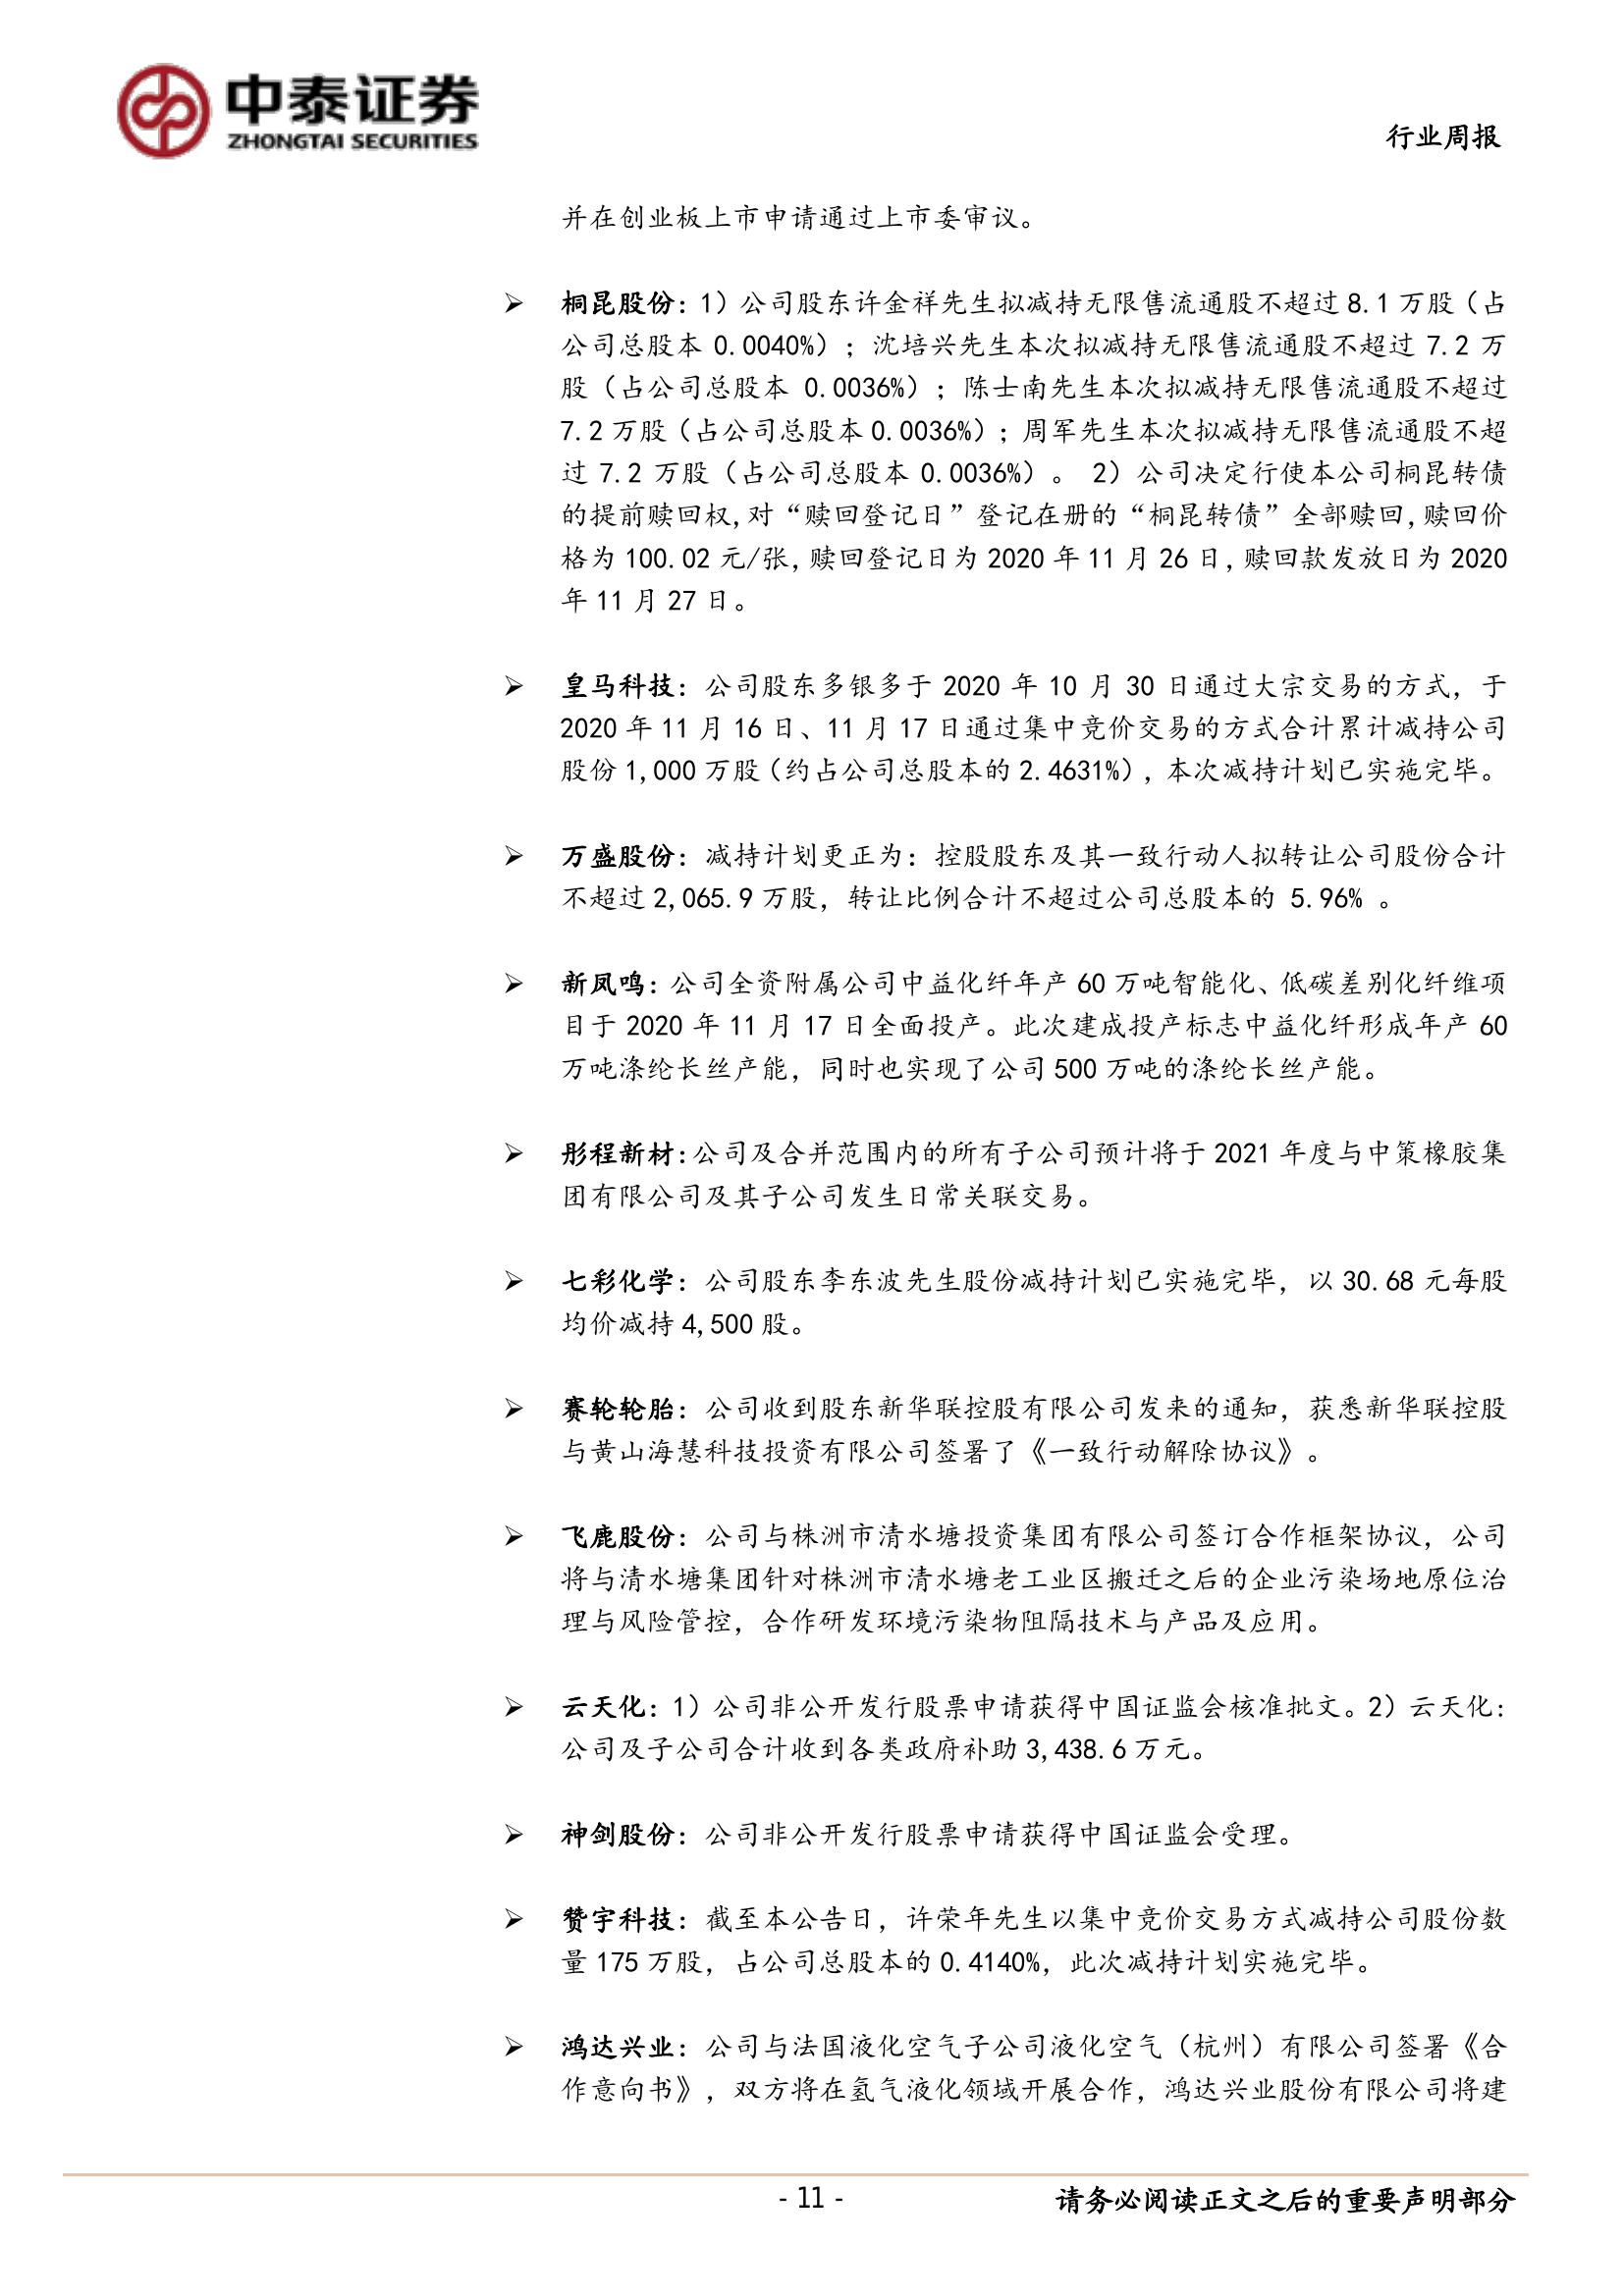 中泰证券
ZHONGTAI SECURITIES
行业周报
并在创业板上市申请通过上市委审议。
➢ 桐昆股份：1）公司股东许金祥先生拟减持无限售流通股不超过 8.1 万股（占
公司总股本 0.0040%）；沈培兴先生本次拟减持无限售流通股不超过 7.2 万
股（占公司总股本 0.0036%）；陈士南先生本次拟减持无限售流通股不超过
7.2 万股（占公司总股本 0.0036%）；周军先生本次拟减持无限售流通股不超
过 7.2 万股（占公司总股本 0.0036%）。 2）公司决定行使本公司桐昆转债
的提前赎回权,对“赎回登记日”登记在册的“桐昆转债”全部赎回,赎回价
格为 100.02 元/张,赎回登记日为 2020 年 11 月 26 日,赎回款发放日为 2020
年 11 月 27 日。
➢ 皇马科技：公司股东多银多于 2020 年 10 月 30 日通过大宗交易的方式，于
2020 年 11 月 16 日、11 月 17 日通过集中竞价交易的方式合计累计减持公司
股份 1,000 万股（约占公司总股本的 2.4631%），本次减持计划已实施完毕。
➢ 万盛股份：减持计划更正为：控股股东及其一致行动人拟转让公司股份合计
不超过 2,065.9 万股，转让比例合计不超过公司总股本的 5.96% 。
➢ 新凤鸣：公司全资附属公司中益化纤年产 60 万吨智能化、低碳差别化纤维项
目于 2020 年 11 月 17 日全面投产。此次建成投产标志中益化纤形成年产 60
万吨涤纶长丝产能，同时也实现了公司 500 万吨的涤纶长丝产能。
➢ 彤程新材：公司及合并范围内的所有子公司预计将于 2021 年度与中策橡胶集
团有限公司及其子公司发生日常关联交易。
➢ 七彩化学：公司股东李东波先生股份减持计划已实施完毕，以 30.68 元每股
均价减持 4,500 股。
➢ 赛轮轮胎：公司收到股东新华联控股有限公司发来的通知，获悉新华联控股
与黄山海慧科技投资有限公司签署了《一致行动解除协议》。
➢ 飞鹿股份：公司与株洲市清水塘投资集团有限公司签订合作框架协议，公司
将与清水塘集团针对株洲市清水塘老工业区搬迁之后的企业污染场地原位治
理与风险管控，合作研发环境污染物阻隔技术与产品及应用。
➢ 云天化：1）公司非公开发行股票申请获得中国证监会核准批文。2）云天化：
公司及子公司合计收到各类政府补助 3,438.6 万元。
➢ 神剑股份：公司非公开发行股票申请获得中国证监会受理。
➢ 赞宇科技：截至本公告日，许荣年先生以集中竞价交易方式减持公司股份数
量 175 万股，占公司总股本的 0.4140%，此次减持计划实施完毕。
➢ 鸿达兴业：公司与法国液化空气子公司液化空气（杭州）有限公司签署《合
作意向书》，双方将在氢气液化领域开展合作，鸿达兴业股份有限公司将建
- 11 -
请务必阅读正文之后的重要声明部分